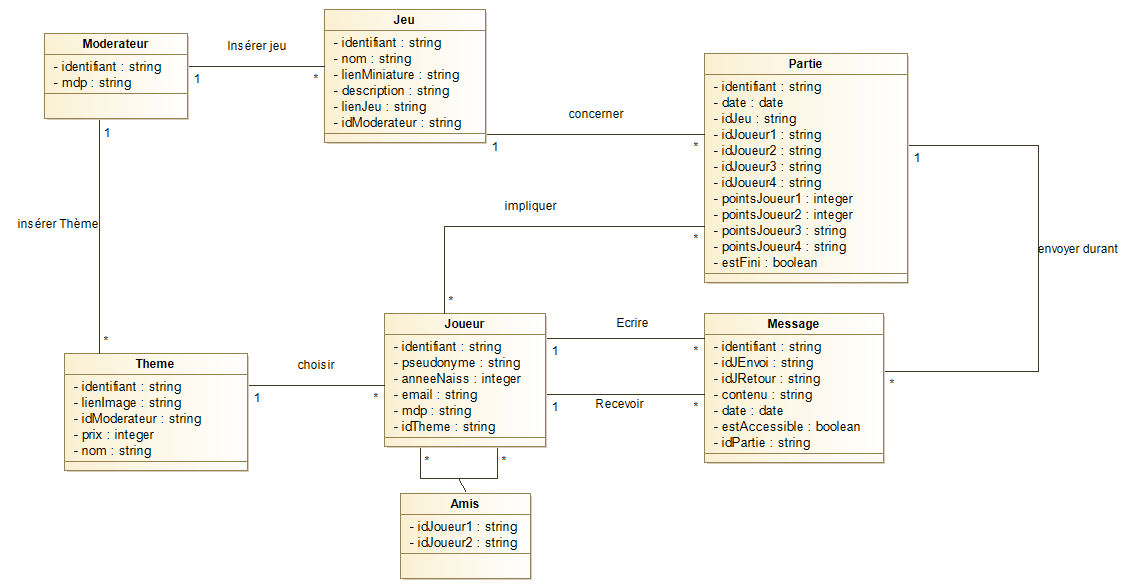 Moderateur
- identifiant : string
- mdp : string
1
Insérer jeu
*
Jeu
- identifiant : string
- nom : string
- lienMiniature : string
- description : string
- lienJeu : string
- idModerateur : string
1
concerner
*
Partie
- identifiant : string
- date : date
- idJeu : string
- idJoueur1 : string
- idJoueur2 : string
- idJoueur3 : string
- idJoueur4 : string
- pointsJoueur1 : integer
- pointsJoueur2 : integer
- pointsJoueur3 : string
- pointsJoueur4 : string
- estFini : boolean
1
envoyer durant
*
1
insérer Thème
*
impliquer
*
*
Theme
- identifiant : string
- lienImage : string
- idModerateur : string
- prix : integer
- nom : string
1
choisir
*
Joueur
- identifiant : string
- pseudonyme : string
- anneeNaiss : integer
- email : string
- mdp : string
- idTheme : string
1
Ecrire
*
1
Recevoir
*
Message
- identifiant : string
- idJEnvoi : string
- idJRetour : string
- contenu : string
- date : date
- estAccessible : boolean
- idPartie : string
*
*
Amis
- idJoueur1 : string
- idJoueur2 : string